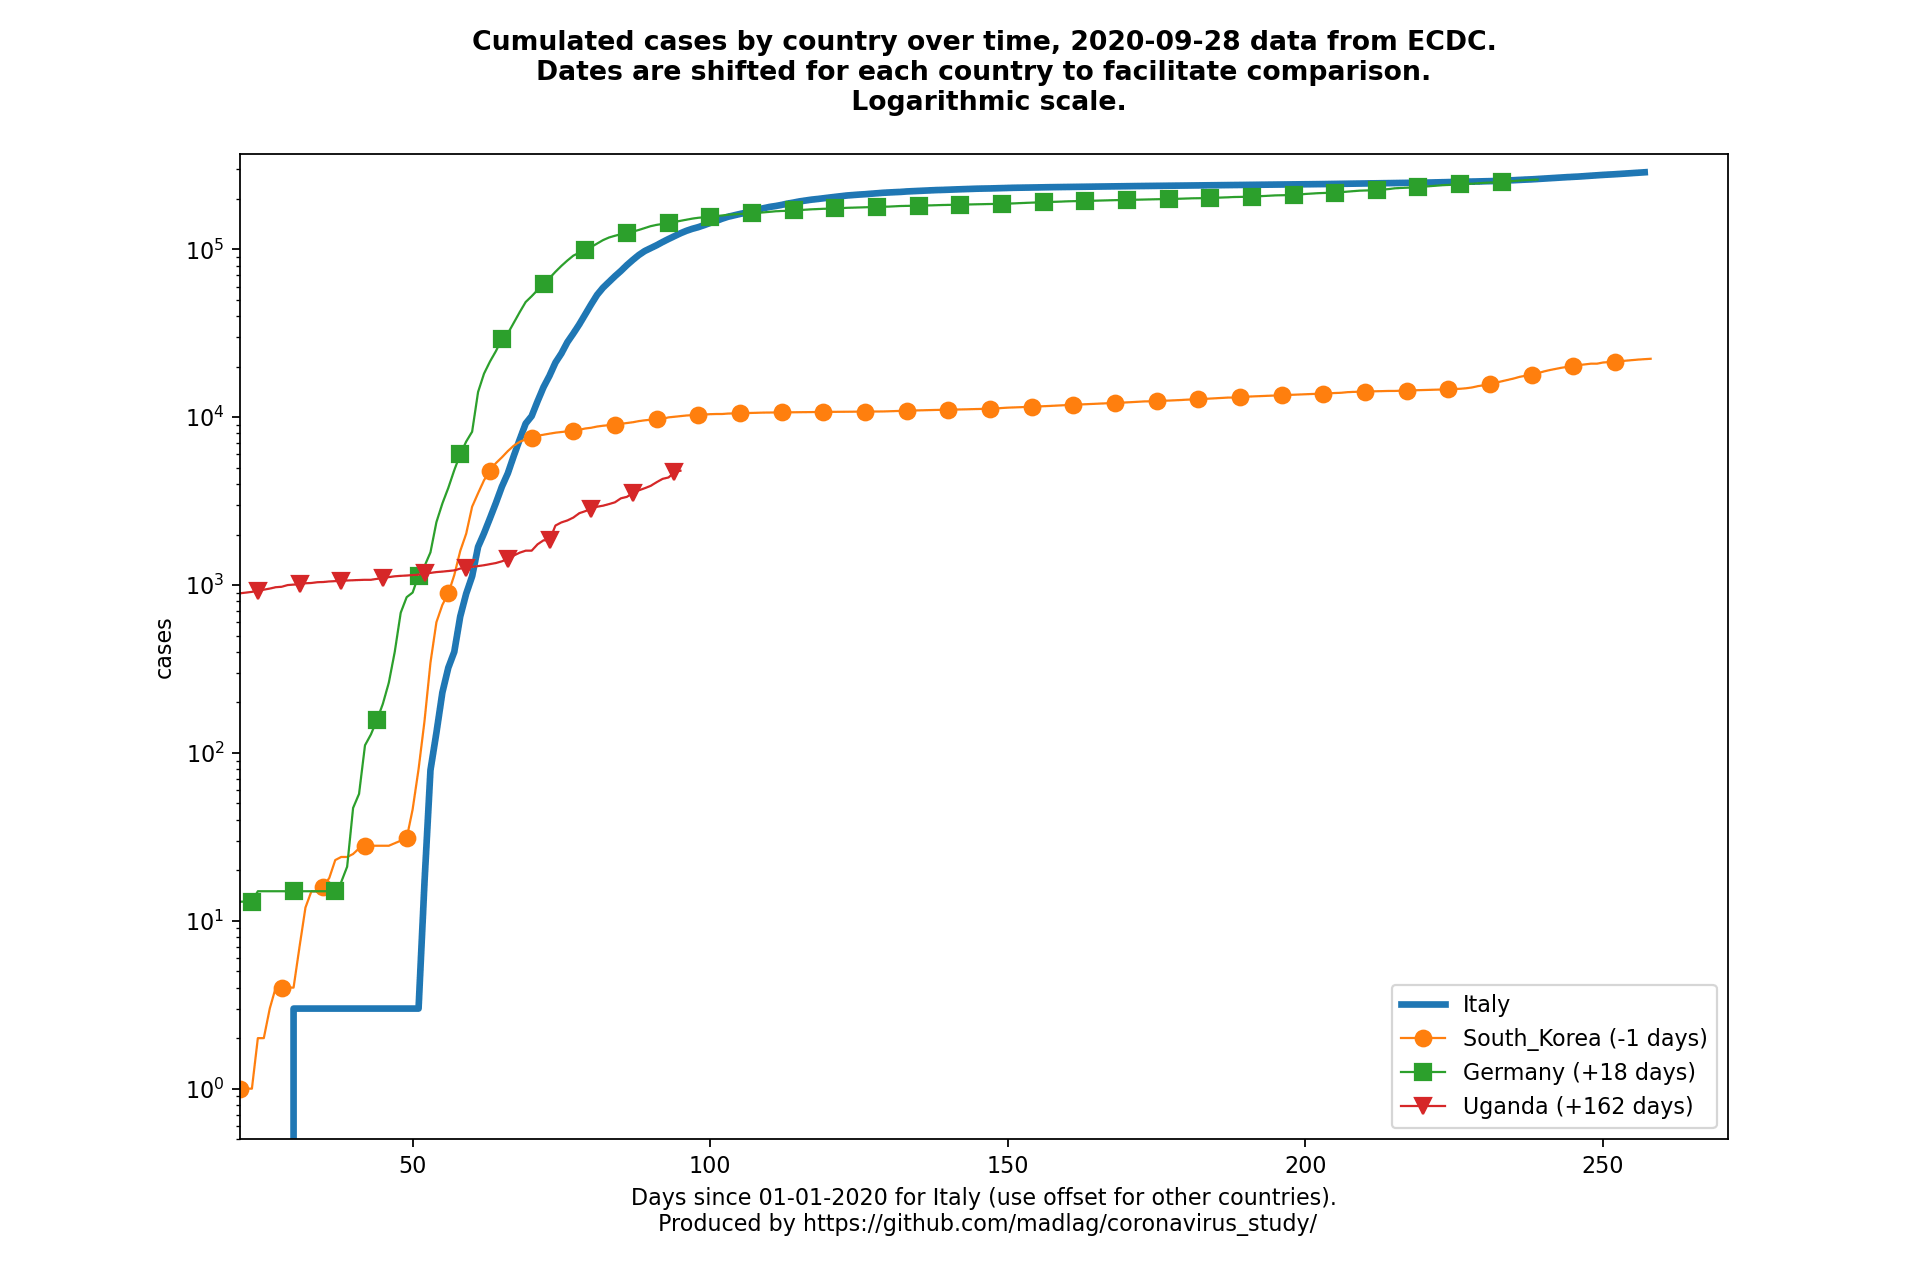 Cumulated cases by country over time, 2020-09-28 data from ECDC.
Dates are shifted for each country to facilitate comparison.
Logarithmic scale.
10^5
10^4
10^3
10^2
10^1
10^0
cases
Italy
South_Korea (-1 days)
Germany (+18 days)
Uganda (+162 days)
50 100 150 200 250
Days since 01-01-2020 for Italy (use offset for other countries).
Produced by https://github.com/madlag/coronavirus_study/